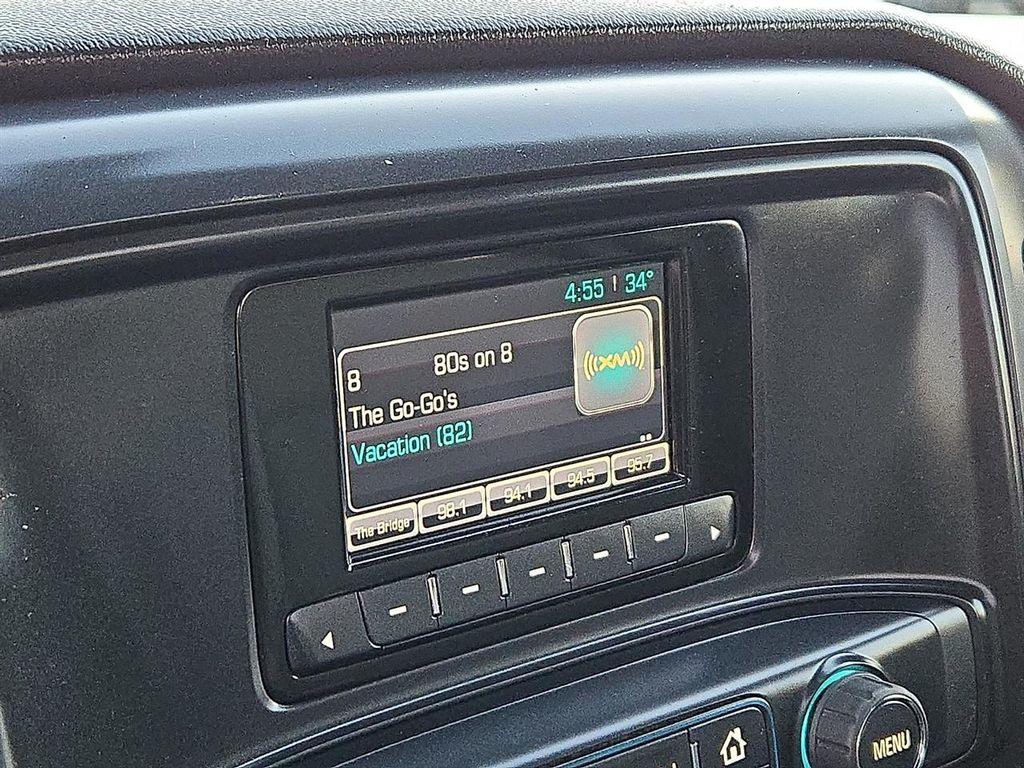 4:55 34°
8 80s on 8
((XM))
The Go-Go's
Vacation (82)
The Bridge 98.1 94.1 94.5 95.7
MENU